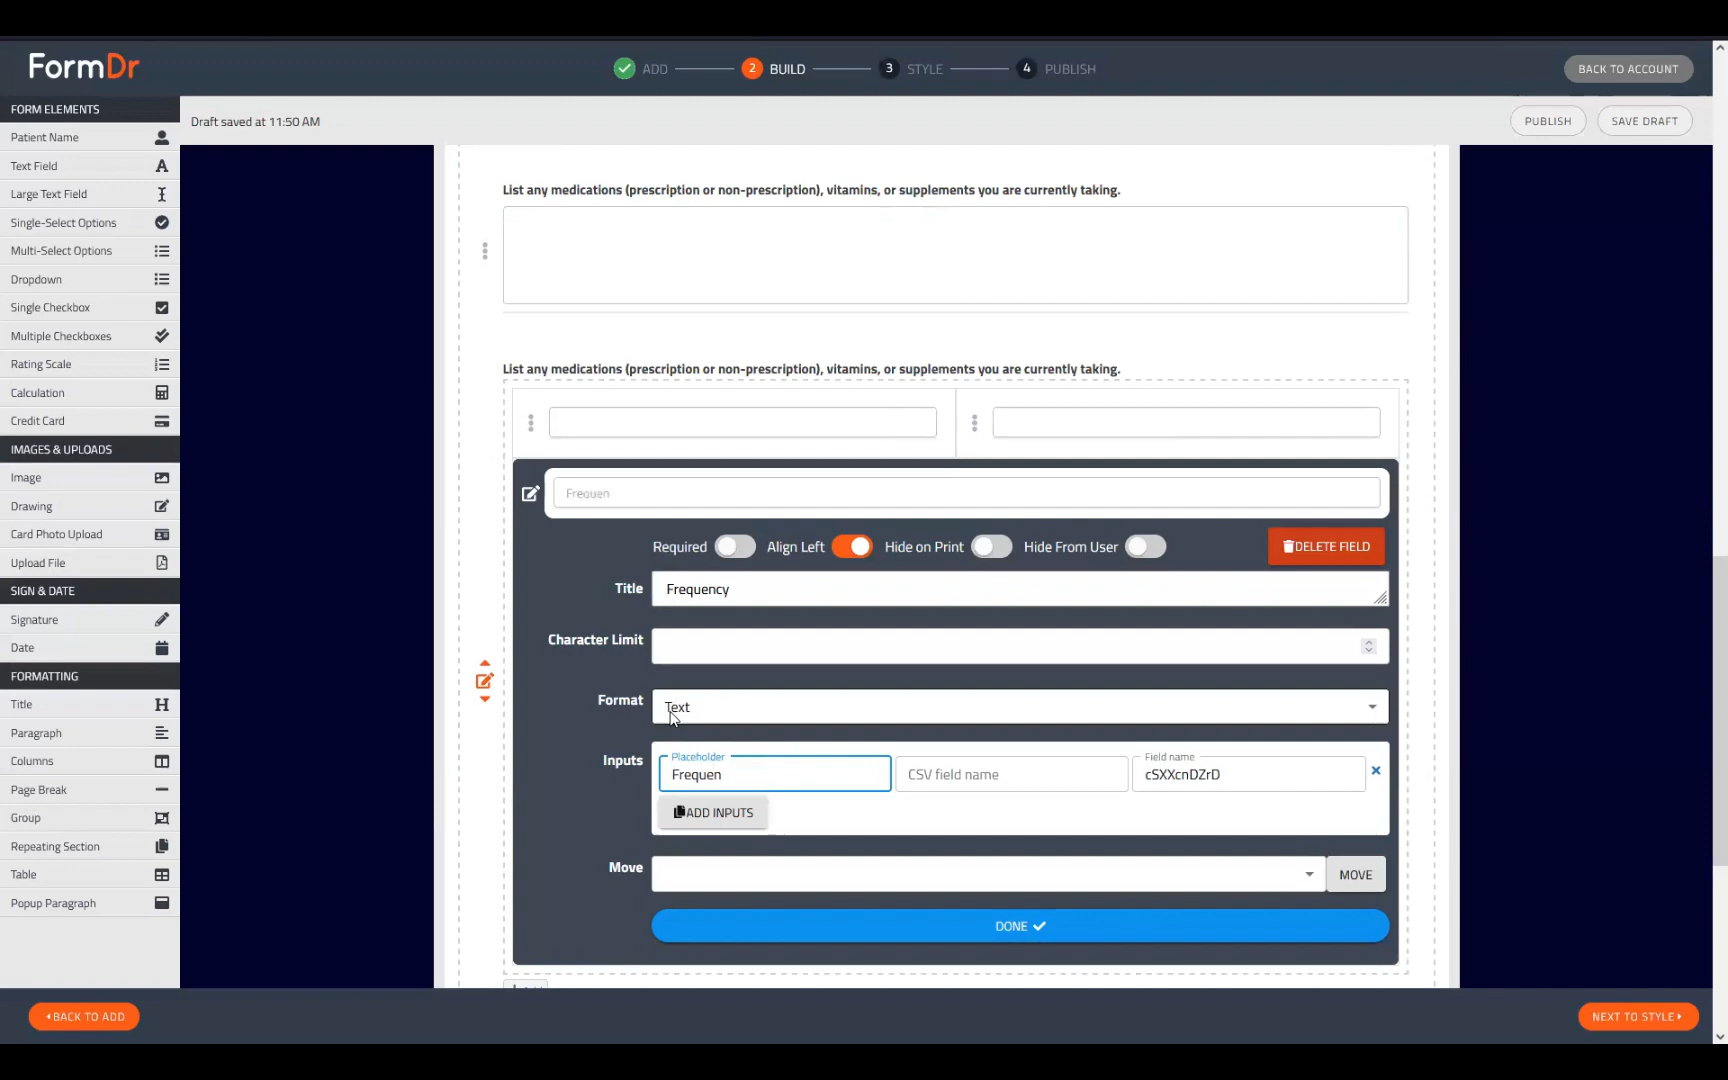 FormDr
ADD
2 BUILD
3 STYLE
4 PUBLISH
BACK TO ACCOUNT
FORM ELEMENTS
Patient Name
Text Field
Large Text Field
Single-Select Options
Multi-Select Options
Dropdown
Single Checkbox
Multiple Checkboxes
Rating Scale
Calculation
Credit Card
IMAGES & UPLOADS
Image
Drawing
Card Photo Upload
Upload File
SIGN & DATE
Signature
Date
FORMATTING
Title
Paragraph
Columns
Page Break
Group
Repeating Section
Table
Popup Paragraph
Draft saved at 11:50 AM
PUBLISH
SAVE DRAFT
List any medications (prescription or non-prescription), vitamins, or supplements you are currently taking.
List any medications (prescription or non-prescription), vitamins, or supplements you are currently taking.
Frequen
Required
Align Left
Hide on Print
Hide From User
DELETE FIELD
Title
Frequency
Character Limit
Format
Text
Inputs
Placeholder
Frequen
CSV field name
Field name
cSXXcnDZrD
ADD INPUTS
Move
MOVE
DONE
BACK TO ADD
NEXT TO STYLE